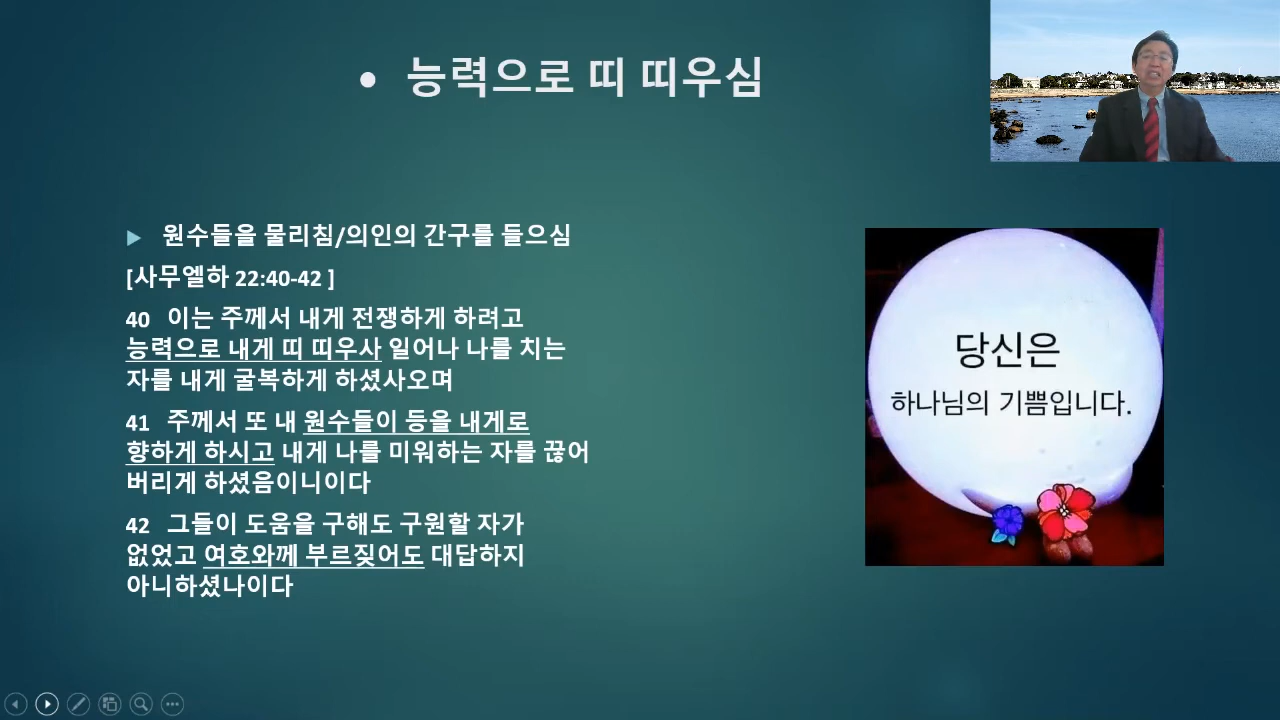 • 능력으로 띠 띠우심
▶ 원수들을 물리침/의인의 간구를 들으심
[사무엘하 22:40-42 ]
40 이는 주께서 내게 전쟁하게 하려고
능력으로 내게 띠 띠우사 일어나 나를 치는
자를 내게 굴복하게 하셨사오며
41 주께서 또 내 원수들이 등을 내게로
향하게 하시고 내게 나를 미워하는 자를 끊어
버리게 하셨음이니이다
42 그들이 도움을 구해도 구원할 자가
없었고 여호와께 부르짖어도 대답하지
아니하셨나이다
당신은
하나님의 기쁨입니다.